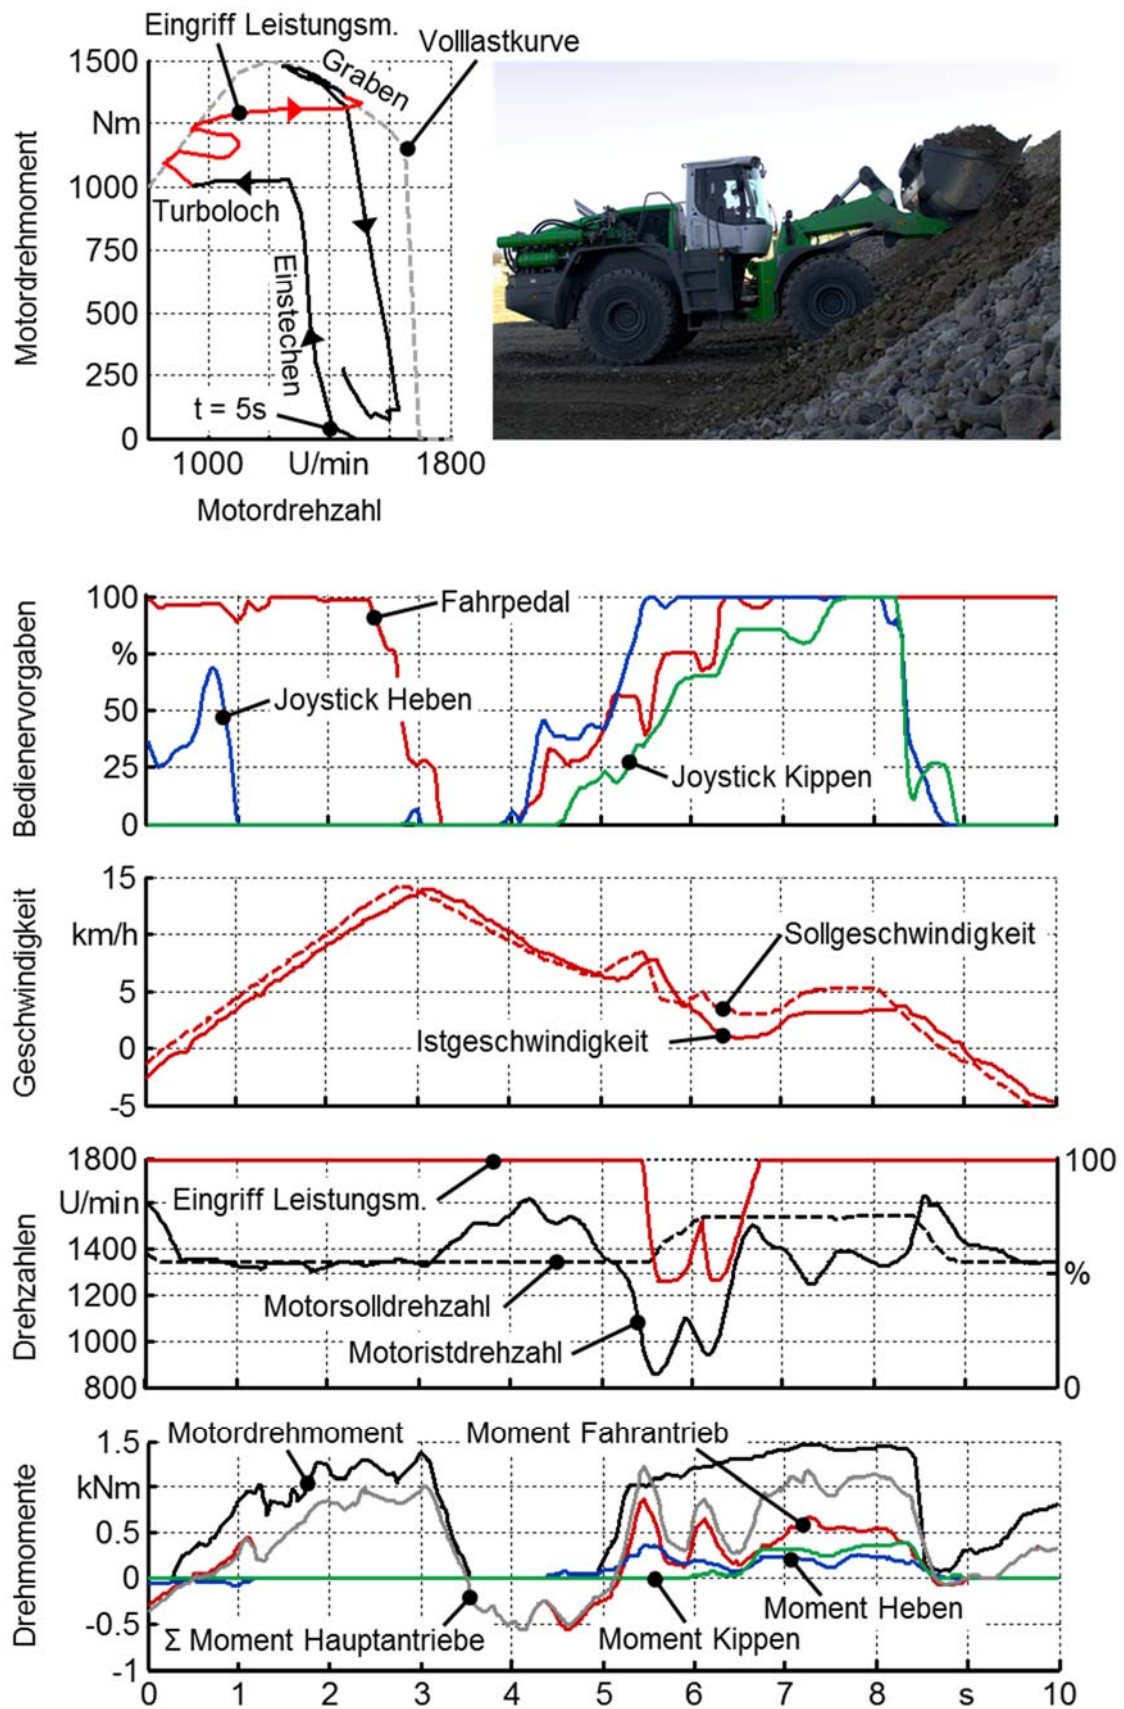 Eingriff Leistungsm.
Volllastkurve
Graben
1500
Nm
1000
750
500
250
0
Motordrehmoment
Turboloch
Einstechen
t = 5s
1000 U/min 1800
Motordrehzahl
100
%
50
25
0
Bedienervorgaben
Fahrpedal
Joystick Heben
Joystick Kippen
15
km/h
5
0
-5
Geschwindigkeit
Sollgeschwindigkeit
Istgeschwindigkeit
1800
U/min
1400
1200
1000
800
Drehzahlen
100
%
0
Eingriff Leistungsm.
Motorsolldrehzahl
Motoristdrehzahl
1.5
kNm
0.5
0
-0.5
-1
Drehmomente
Motordrehmoment
Moment Fahrantrieb
Moment Heben
Σ Moment Hauptantriebe
Moment Kippen
0 1 2 3 4 5 6 7 8 s 10